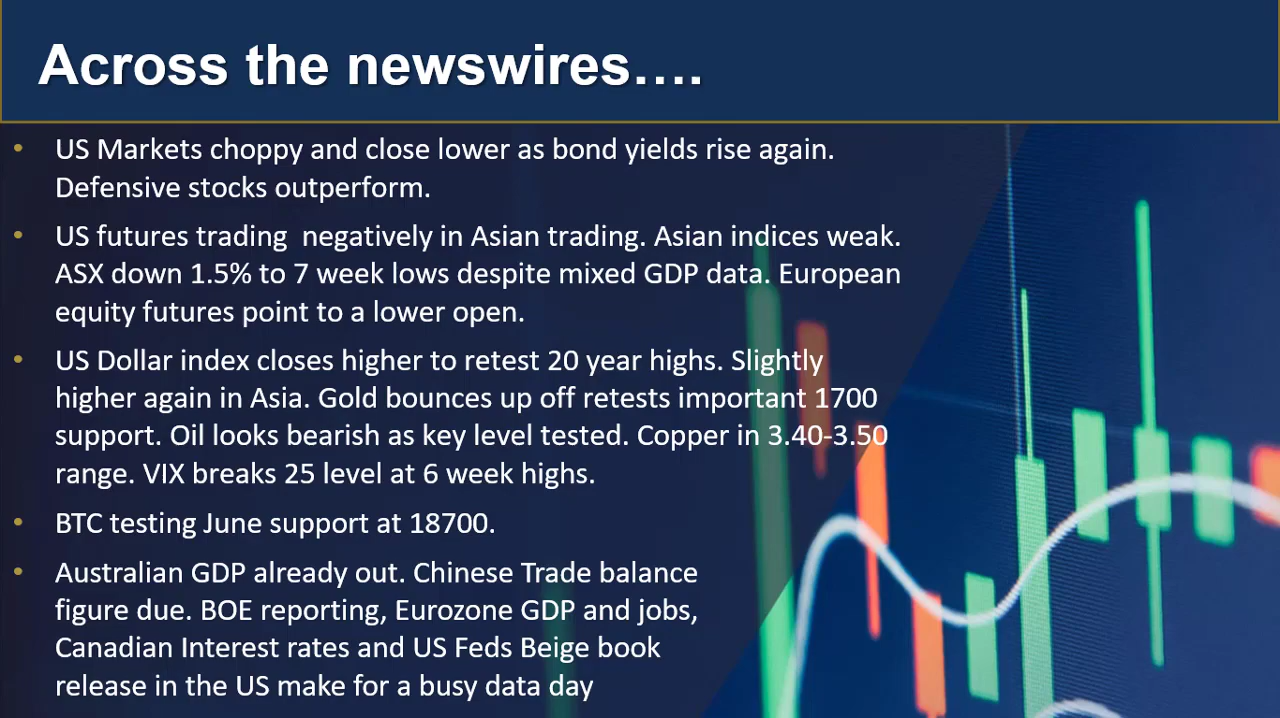 Across the newswires….
• US Markets choppy and close lower as bond yields rise again.
Defensive stocks outperform.
• US futures trading  negatively in Asian trading. Asian indices weak.
ASX down 1.5% to 7 week lows despite mixed GDP data. European
equity futures point to a lower open.
• US Dollar index closes higher to retest 20 year highs. Slightly
higher again in Asia. Gold bounces up off retests important 1700
support. Oil looks bearish as key level tested. Copper in 3.40-3.50
range. VIX breaks 25 level at 6 week highs.
• BTC testing June support at 18700.
• Australian GDP already out. Chinese Trade balance
figure due. BOE reporting, Eurozone GDP and jobs,
Canadian Interest rates and US Feds Beige book
release in the US make for a busy data day